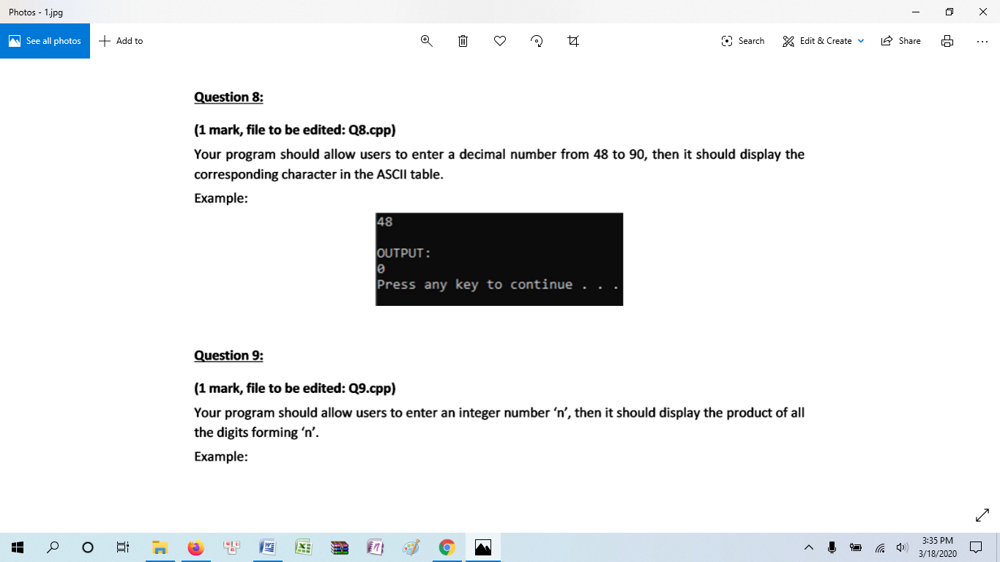 Photos - 1.jpg
See all photos
Add to
Search
Edit & Create
Share
Question 8:
(1 mark, file to be edited: Q8.cpp)
Your program should allow users to enter a decimal number from 48 to 90, then it should display the
corresponding character in the ASCII table.
Example:
48
OUTPUT:
0
Press any key to continue . . .
Question 9:
(1 mark, file to be edited: Q9.cpp)
Your program should allow users to enter an integer number ‘n’, then it should display the product of all
the digits forming ‘n’.
Example:
3:35 PM
3/18/2020